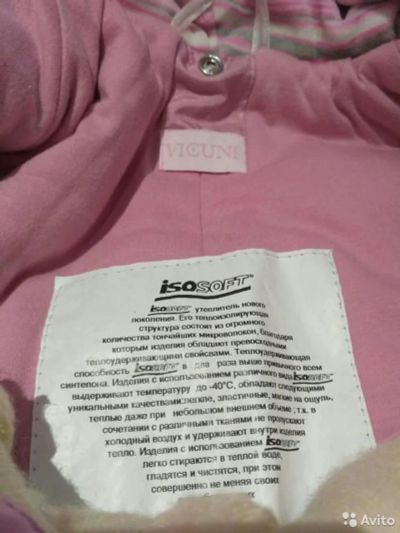 VICUNI
isosoft
isosoft утеплитель нового
поколения. Его теплоизолирующая
структура состоит из огромного
количества тончайших микроволокон, благодаря
которым изделия обладают превосходными
теплоудерживающими свойсвами. Теплоудерживающая
способность isosoft в два раза выше привычного всем
синтепона. Изделия с использованием различного вида isosoft
выдерживают температуру до -40°C, обладают следующими
уникальными качествами:легкие, эластичные, мягкие на ощупь,
теплые даже при небольшом внешнем объеме ,т.к. в
сочетании с различными тканями не пропускают
холодный воздух и удерживают внутри изделия
тепло. Изделия с использованием isosoft
легко стираются в теплой воде,
гладятся и чистятся, при этом
совершенно не меняя своих
Avito